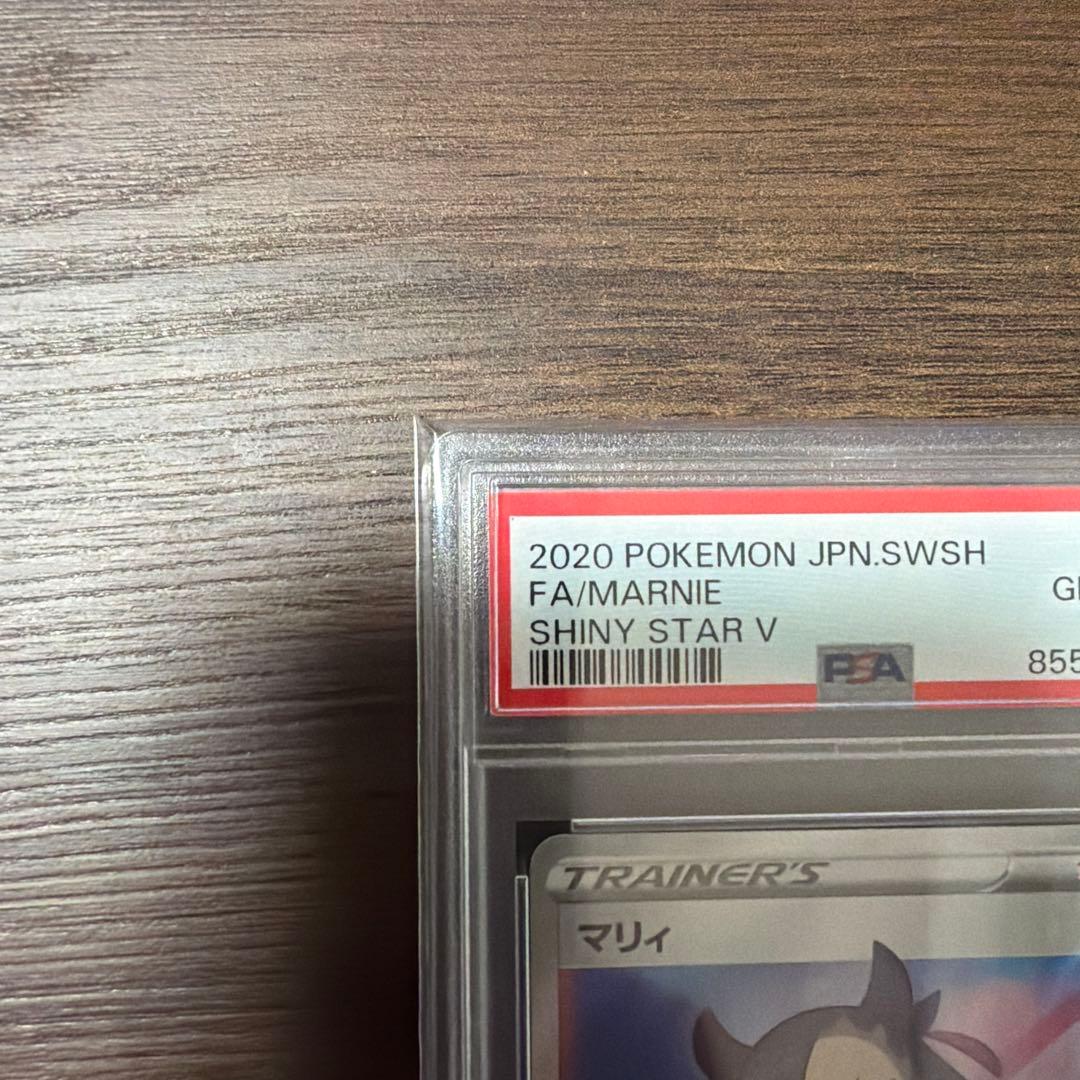 2020 POKEMON JPN.SWSH
FA/MARNIE
SHINY STAR V
PSA
TRAINER'S
マリィ